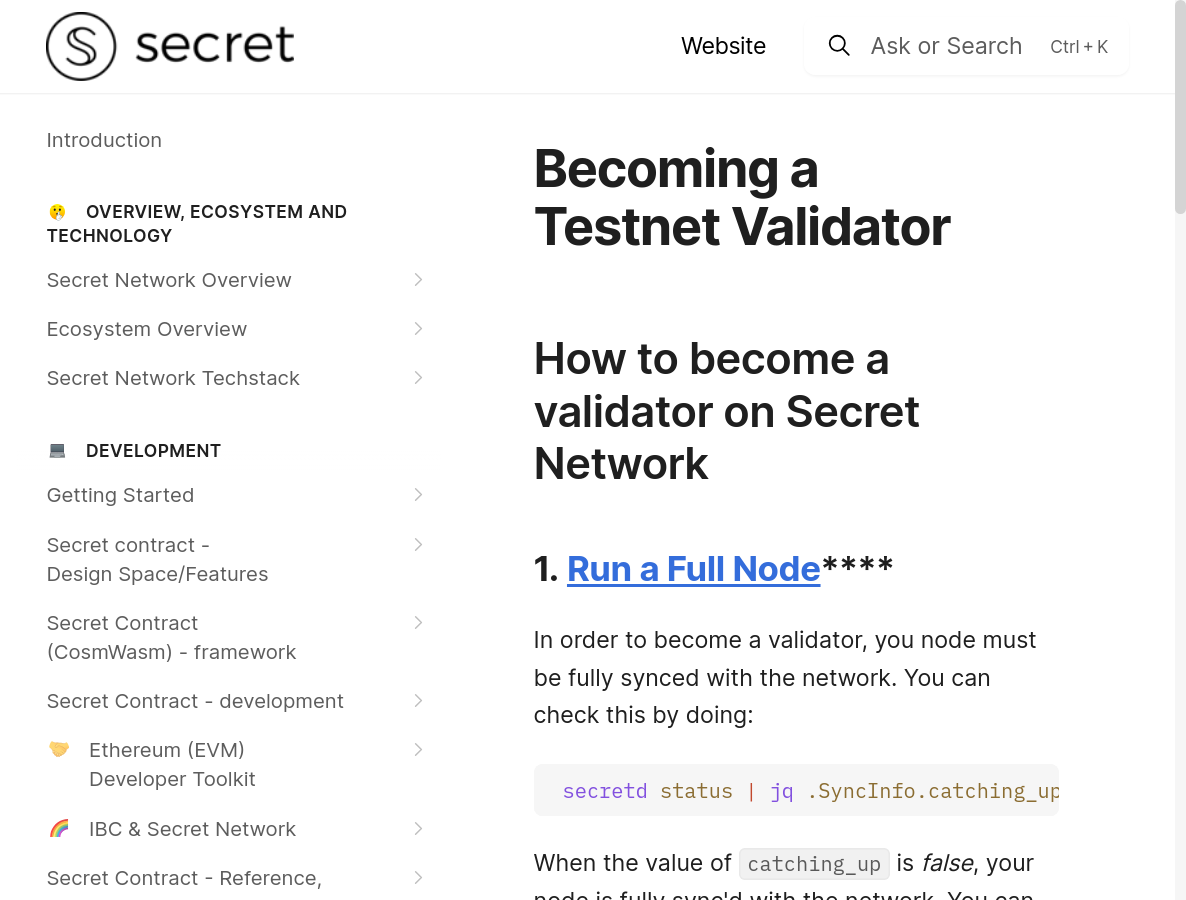 secret
Website
Ask or Search Ctrl + K
Introduction
OVERVIEW, ECOSYSTEM AND
TECHNOLOGY
Secret Network Overview
Ecosystem Overview
Secret Network Techstack
DEVELOPMENT
Getting Started
Secret contract -
Design Space/Features
Secret Contract
(CosmWasm) - framework
Secret Contract - development
Ethereum (EVM)
Developer Toolkit
IBC & Secret Network
Secret Contract - Reference,
Becoming a
Testnet Validator
How to become a
validator on Secret
Network
1. Run a Full Node****
In order to become a validator, you node must
be fully synced with the network. You can
check this by doing:
secretd status | jq .SyncInfo.catching_up
When the value of catching_up is false, your
node is fully sync'd with the network. You can